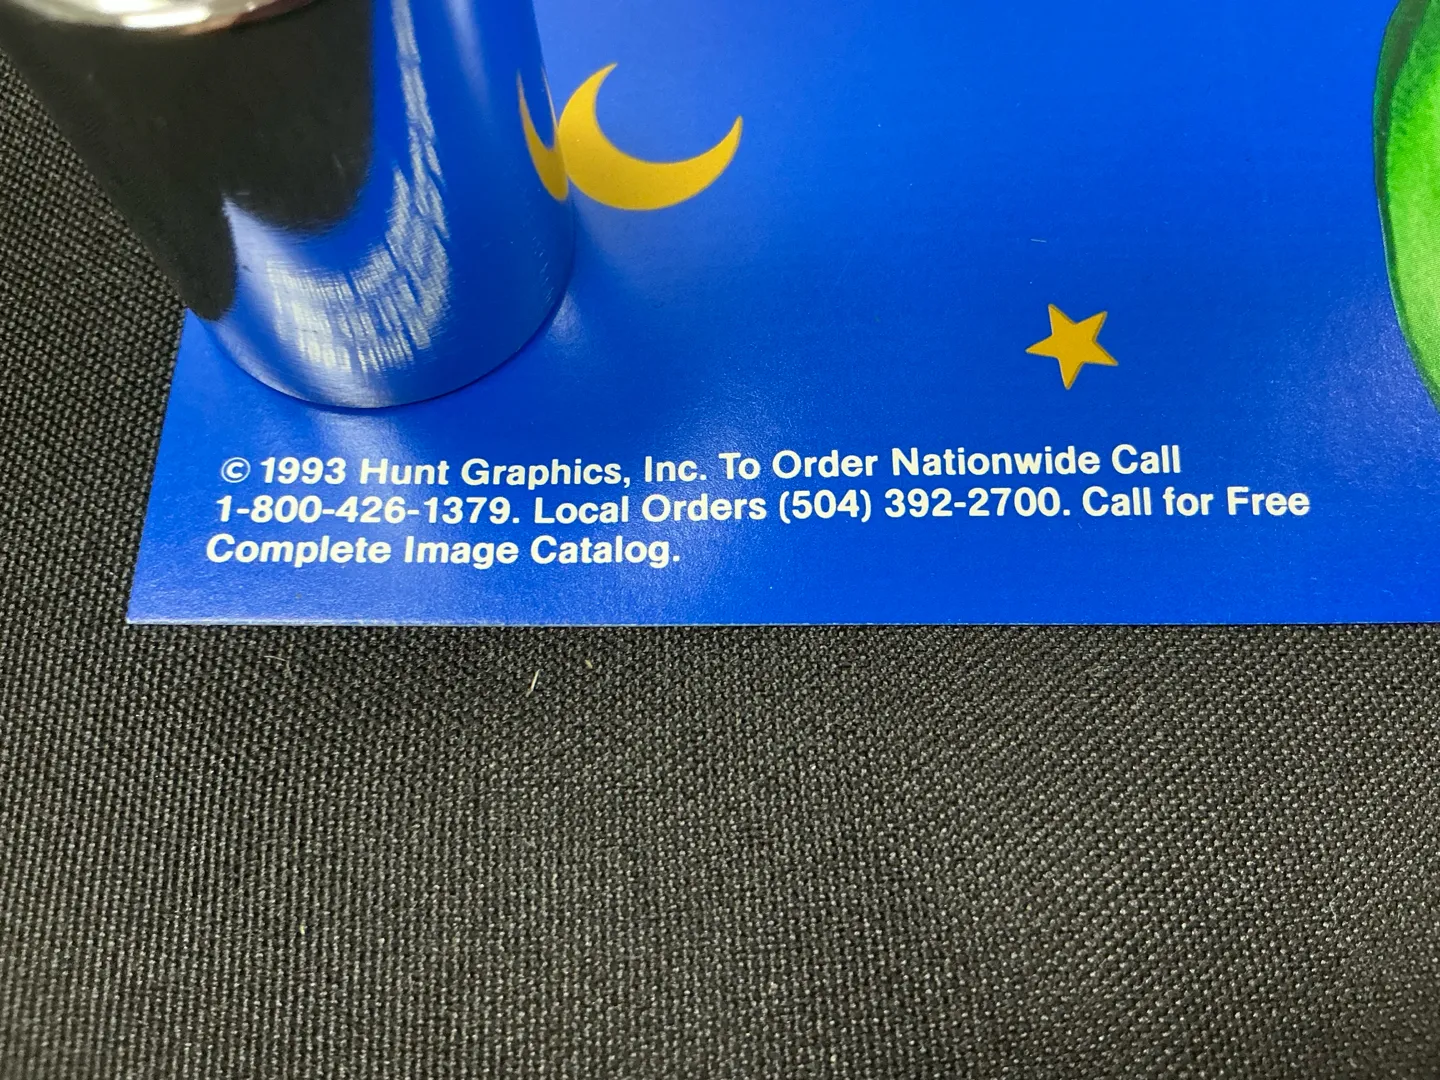 © 1993 Hunt Graphics, Inc. To Order Nationwide Call
1-800-426-1379. Local Orders (504) 392-2700. Call for Free
Complete Image Catalog.